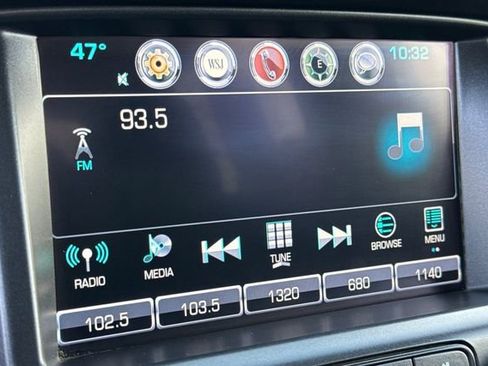 47°
WSJ
E
10:32
93.5
FM
RADIO
MEDIA
TUNE
BROWSE
MENU
102.5
103.5
1320
680
1140